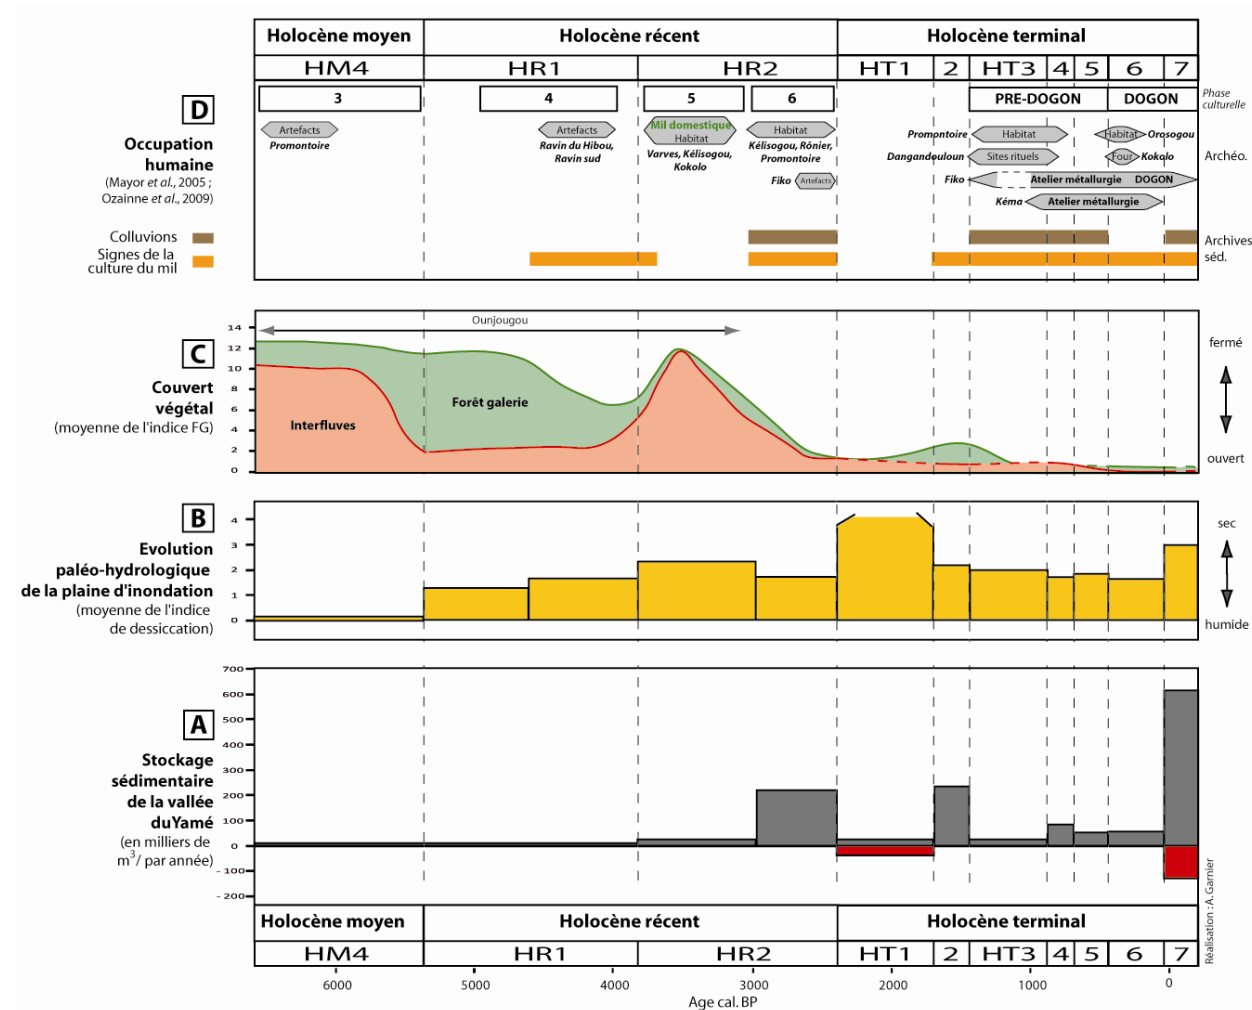 Holocène moyen Holocène récent Holocène terminal
HM4 HR1 HR2 HT1 2 HT3 4 5 6 7
D
Occupation
humaine
(Mayor et al., 2005 ;
Ozainne et al., 2009)
3 4 5 6 PRE-DOGON DOGON
Phase
culturelle
Artefacts
Promontoire
Artefacts
Ravin du Hibou,
Ravin sud
Mil domestique
Habitat
Varves, Kélisogou,
Kokolo
Habitat
Kélisogou, Rônier,
Promontoire
Fiko Artefacts
Promontoire Habitat Habitat Orosogou
Dangandouloun Sites rituels Four Kokolo
Archéo.
Fiko Atelier métallurgie DOGON
Kéma Atelier métallurgie
Colluvions
Signes de la
culture du mil
Archives
séd.
C
Couvert
végétal
(moyenne de l'indice FG)
14
12
10
8
6
4
2
0
Ounjougou
Forêt galerie
Interfluves
fermé
ouvert
B
Evolution
paléo-hydrologique
de la plaine d'inondation
(moyenne de l'indice
de dessiccation)
4
3
2
1
0
sec
humide
A
Stockage
sédimentaire
de la vallée
duYamé
(en milliers de
m3/ par année)
700
600
500
400
300
200
100
0
- 100
- 200
Réalisation : A. Garnier
Holocène moyen Holocène récent Holocène terminal
HM4 HR1 HR2 HT1 2 HT3 4 5 6 7
6000 5000 4000 3000 2000 1000 0
Age cal. BP